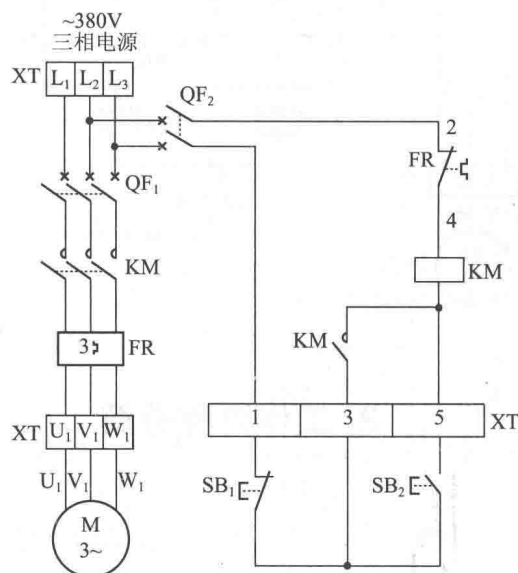 ~380V
三相电源
XT L₁ L₂ L₃
QF₂
2
FR
QF₁
4
KM
KM
KM
3 FR
1 3 5 XT
XT U₁ V₁ W₁
U₁ V₁ W₁
SB₁ SB₂
M
3~